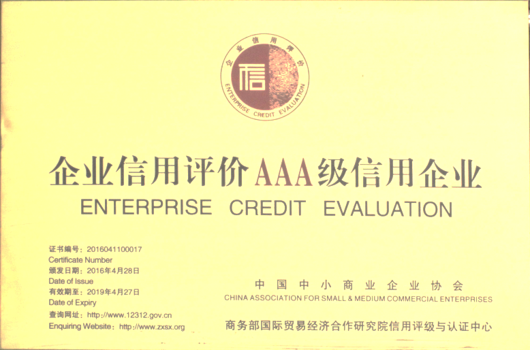 企业信用评价
信
ENTERPRISE CREDIT EVALUATION
企业信用评价AAA级信用企业
ENTERPRISE CREDIT EVALUATION
证书编号：2016041100017
Certificate Number
颁发日期：2016年4月28日
Date of Issue
有效期至：2019年4月27日
Date of Expiry
查询网址：http://www.12312.gov.cn
Enquiring Website：http://www.zxsx.org
中国中小商业企业协会
CHINA ASSOCIATION FOR SMALL & MEDIUM COMMERCIAL ENTERPRISES
商务部国际贸易经济合作研究院信用评级与认证中心